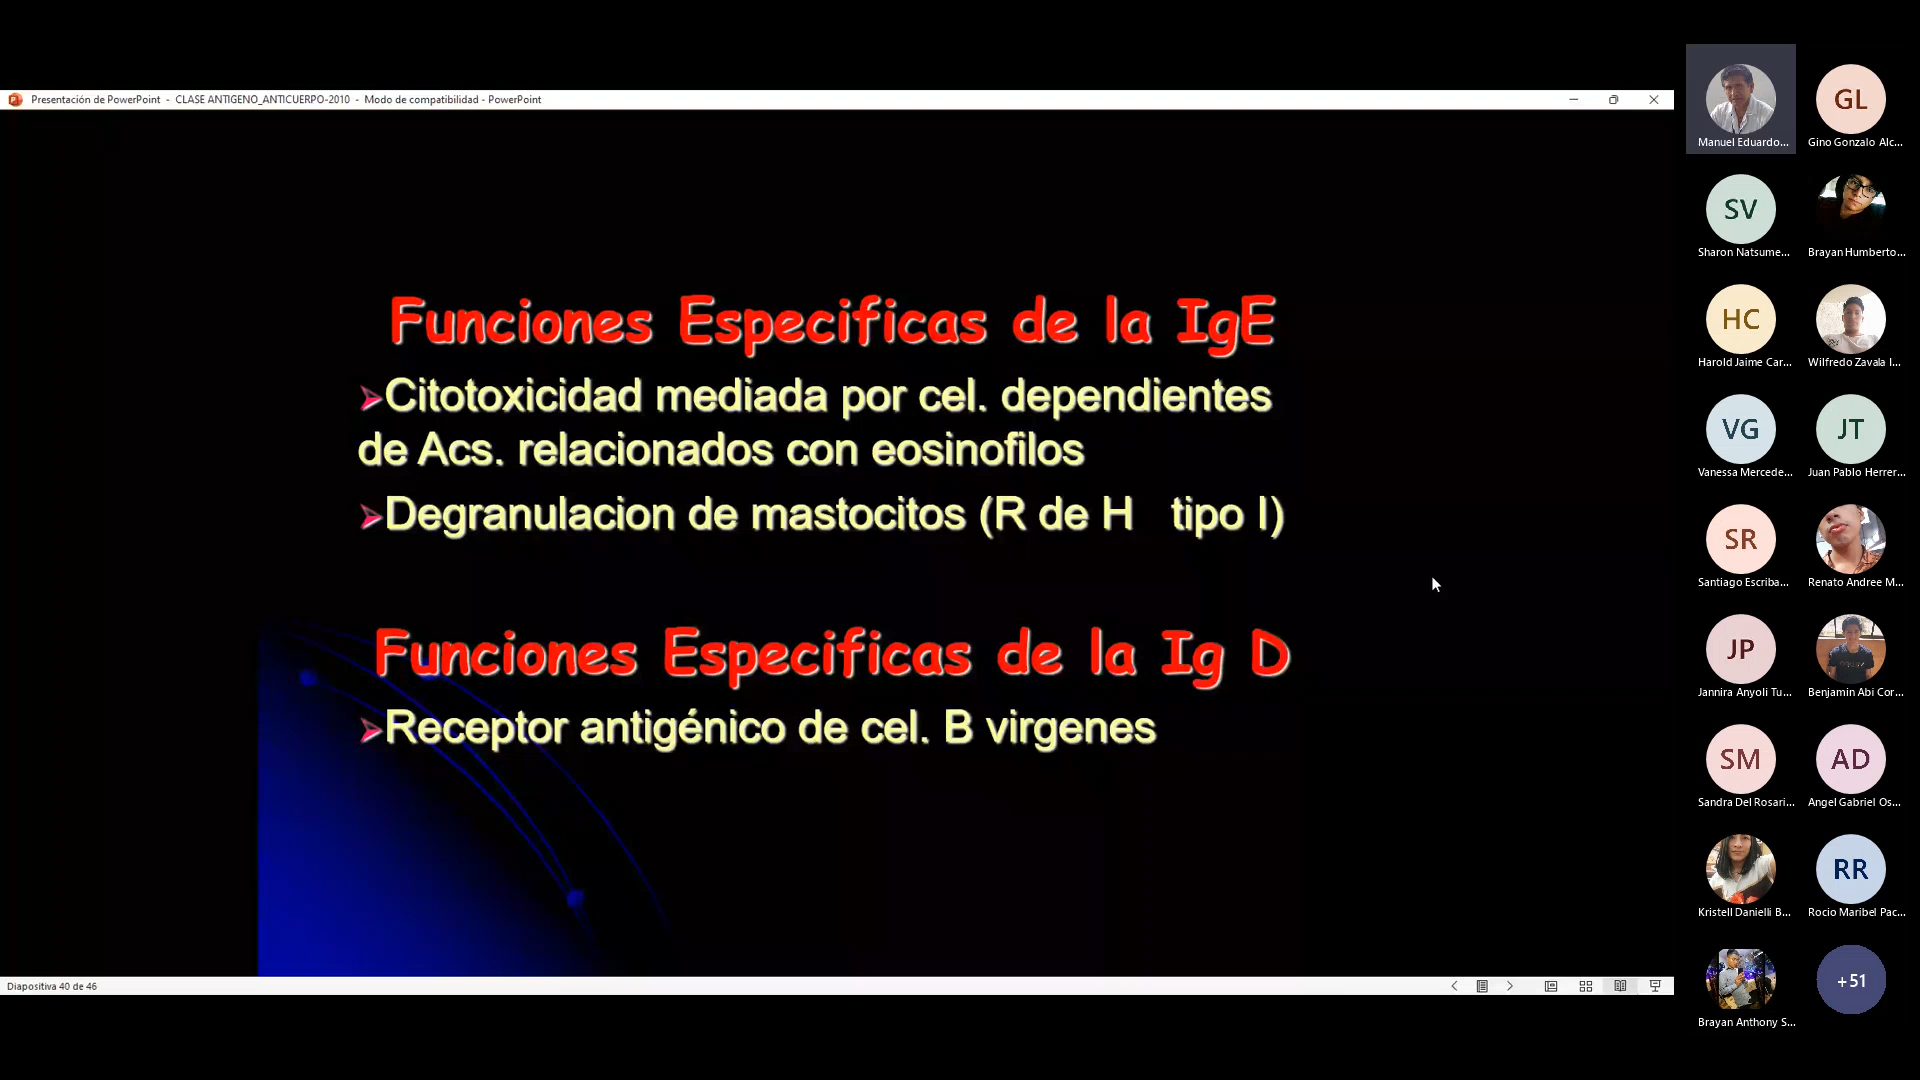 Presentación de PowerPoint - CLASE ANTIGENO_ANTICUERPO-2010 - Modo de compatibilidad - PowerPoint
Funciones Especificas de la IgE
➢Citotoxicidad mediada por cel. dependientes
de Acs. relacionados con eosinofilos
➢Degranulacion de mastocitos (R de H tipo I)
Funciones Especificas de la Ig D
➢Receptor antigénico de cel. B virgenes
Diapositiva 40 de 46
Manuel Eduardo...
GL
Gino Gonzalo Alc...
SV
Sharon Natsume...
Brayan Humberto...
HC
Harold Jaime Car...
Wilfredo Zavala I...
VG
Vanessa Mercede...
JT
Juan Pablo Herrer...
SR
Santiago Escriba...
Renato Andree M...
JP
Jannira Anyoli Tu...
Benjamin Abi Cor...
SM
Sandra Del Rosari...
AD
Angel Gabriel Os...
Kristell Danielli B...
RR
Rocio Maribel Pac...
Brayan Anthony S...
+51